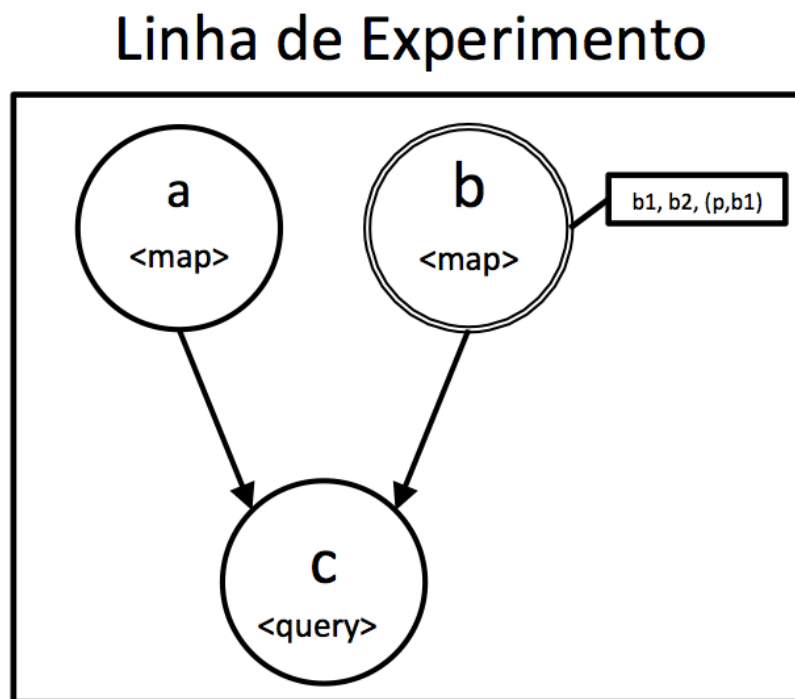 Linha de Experimento
a
<map>
b
<map>
b1, b2, (p,b1)
c
<query>